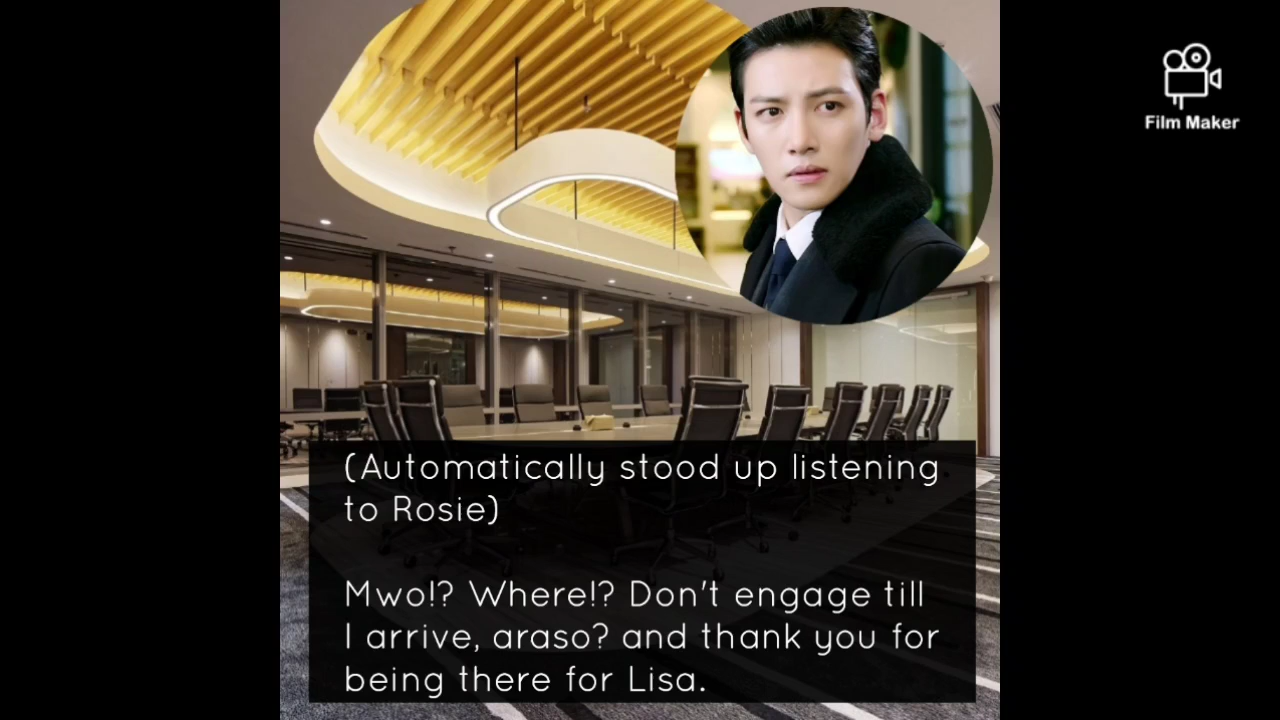 Film Maker
(Automatically stood up listening
to Rosie)
Mwo!? Where!? Don't engage till
I arrive, araso? and thank you for
being there for Lisa.